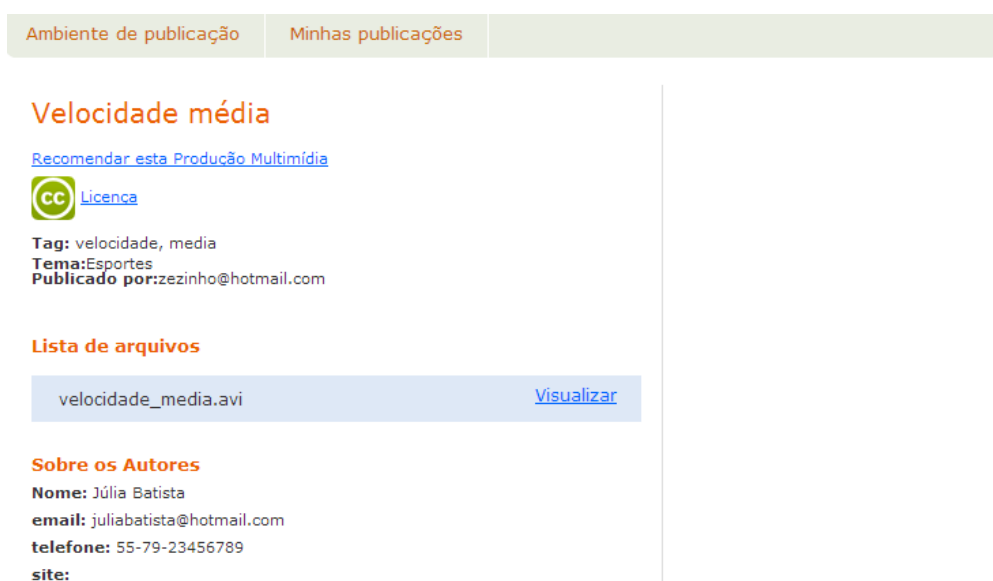 Ambiente de publicação Minhas publicações
Velocidade média
Recomendar esta Produção Multimídia
cc Licença
Tag: velocidade, media
Tema:Esportes
Publicado por:zezinho@hotmail.com
Lista de arquivos
velocidade_media.avi Visualizar
Sobre os Autores
Nome: Júlia Batista
email: juliabatista@hotmail.com
telefone: 55-79-23456789
site: